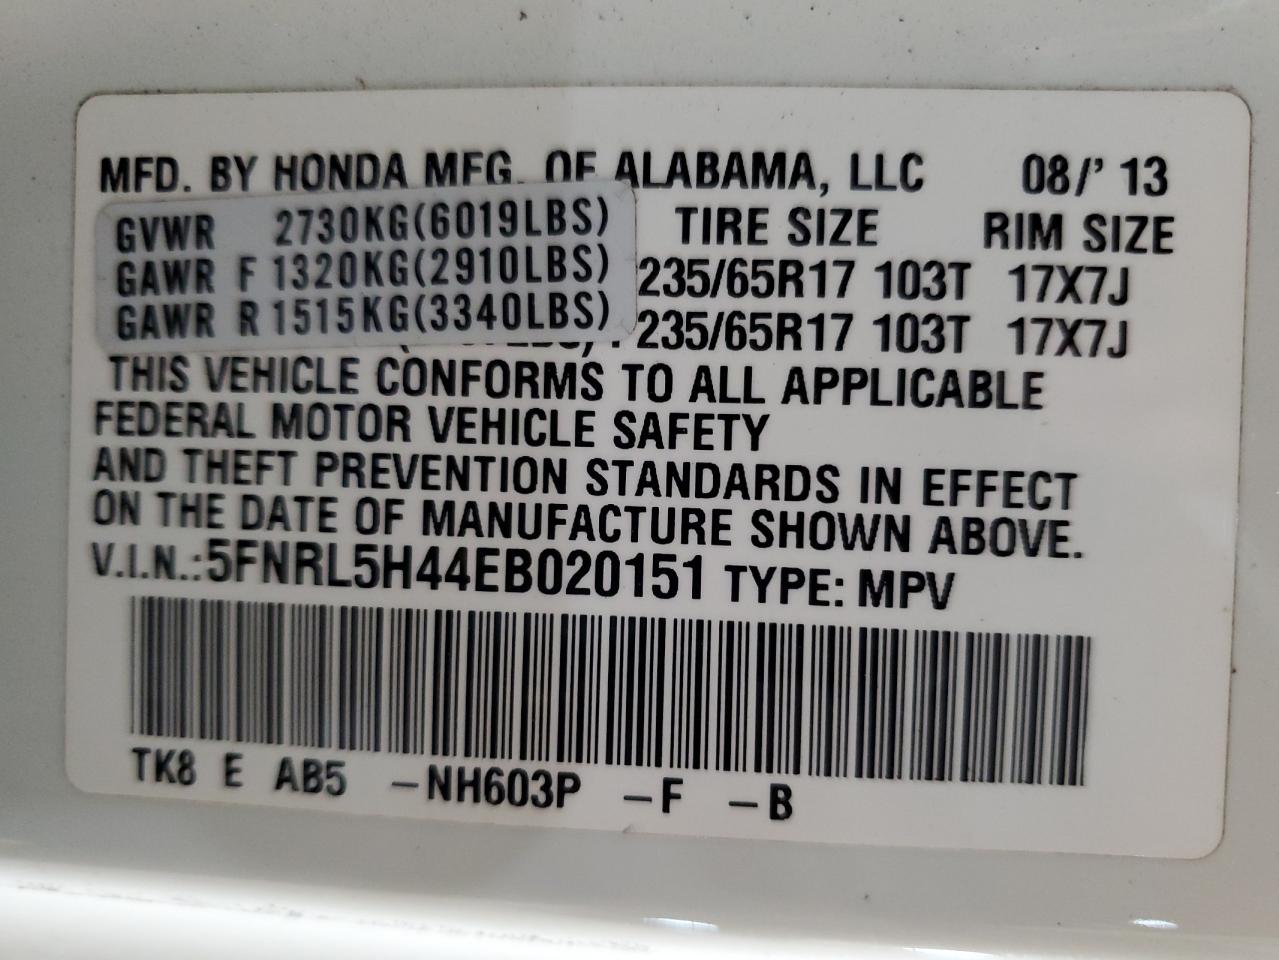 MFD. BY HONDA MFG. OF ALABAMA, LLC 08/' 13
GVWR 2730KG(6019LBS) TIRE SIZE RIM SIZE
GAWR F 1320KG(2910LBS) 235/65R17 103T 17X7J
GAWR R 1515KG(3340LBS) 235/65R17 103T 17X7J
THIS VEHICLE CONFORMS TO ALL APPLICABLE
FEDERAL MOTOR VEHICLE SAFETY
AND THEFT PREVENTION STANDARDS IN EFFECT
ON THE DATE OF MANUFACTURE SHOWN ABOVE.
V.I.N.:5FNRL5H44EB020151 TYPE: MPV
TK8 E AB5 –NH603P –F –B